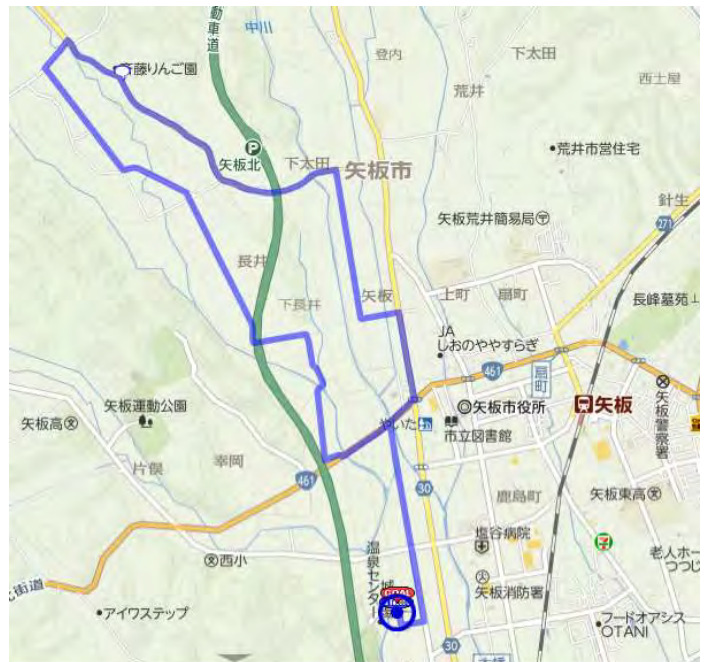 動車道
中川
登内
下太田
西土屋
斉藤りんご園
荒井
P
矢板北
下太田
矢板市
荒井市営住宅
針生
矢板荒井簡易局
271
長井
下長井
矢板
上町
扇町
長峰墓苑
JA
しおのややすらぎ
461
扇町
矢板運動公園
矢板市役所
矢板
矢板高
やいた
市立図書館
矢板警察署
片俣
幸岡
461
30
鹿島町
矢板東高
塩谷病院
西小
温泉センター
城
老人ホー
つつじ
北街道
矢板消防署
アイワステップ
GOAL
フードオアシス
OTANI
30